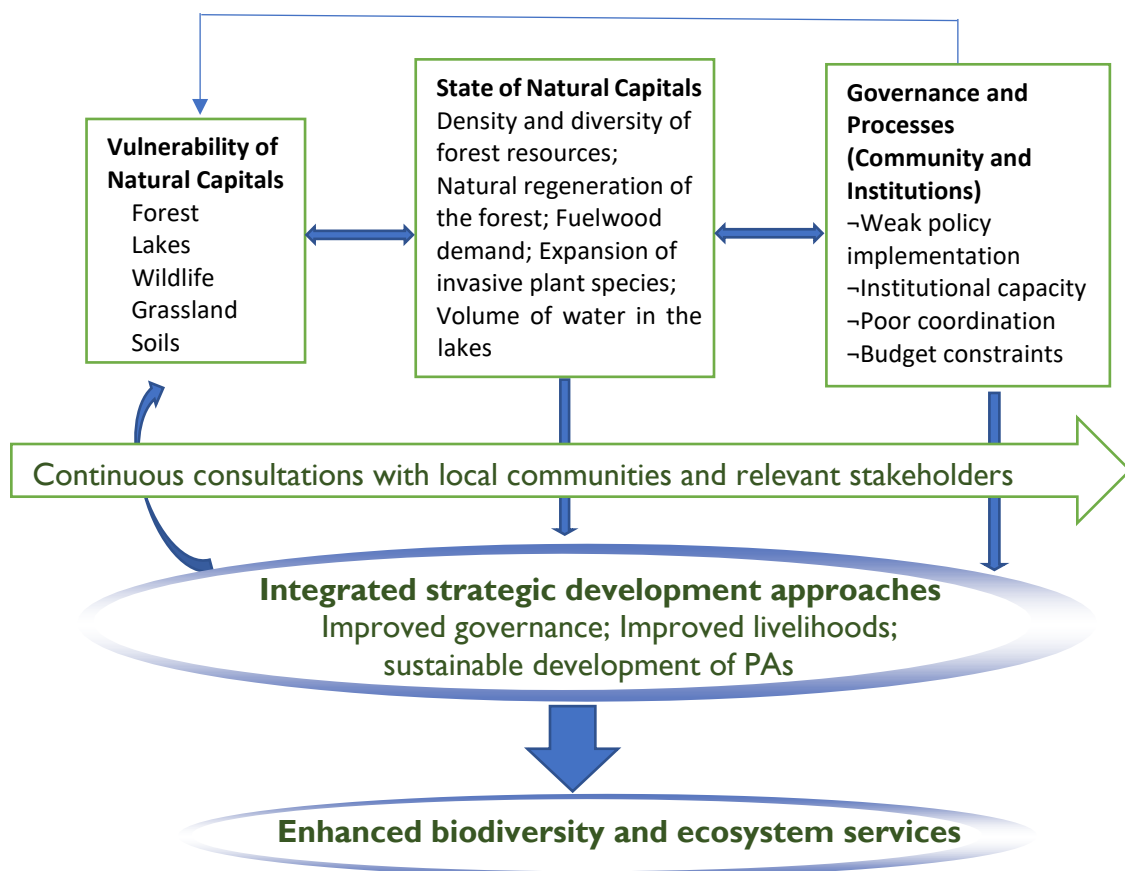 Vulnerability of
Natural Capitals
Forest
Lakes
Wildlife
Grassland
Soils
State of Natural Capitals
Density and diversity of
forest resources;
Natural regeneration of
the forest; Fuelwood
demand; Expansion of
invasive plant species;
Volume of water in the
lakes
Governance and
Processes
(Community and
Institutions)
¬Weak policy
implementation
¬Institutional capacity
¬Poor coordination
¬Budget constraints
Continuous consultations with local communities and relevant stakeholders
Integrated strategic development approaches
Improved governance; Improved livelihoods;
sustainable development of PAs
Enhanced biodiversity and ecosystem services